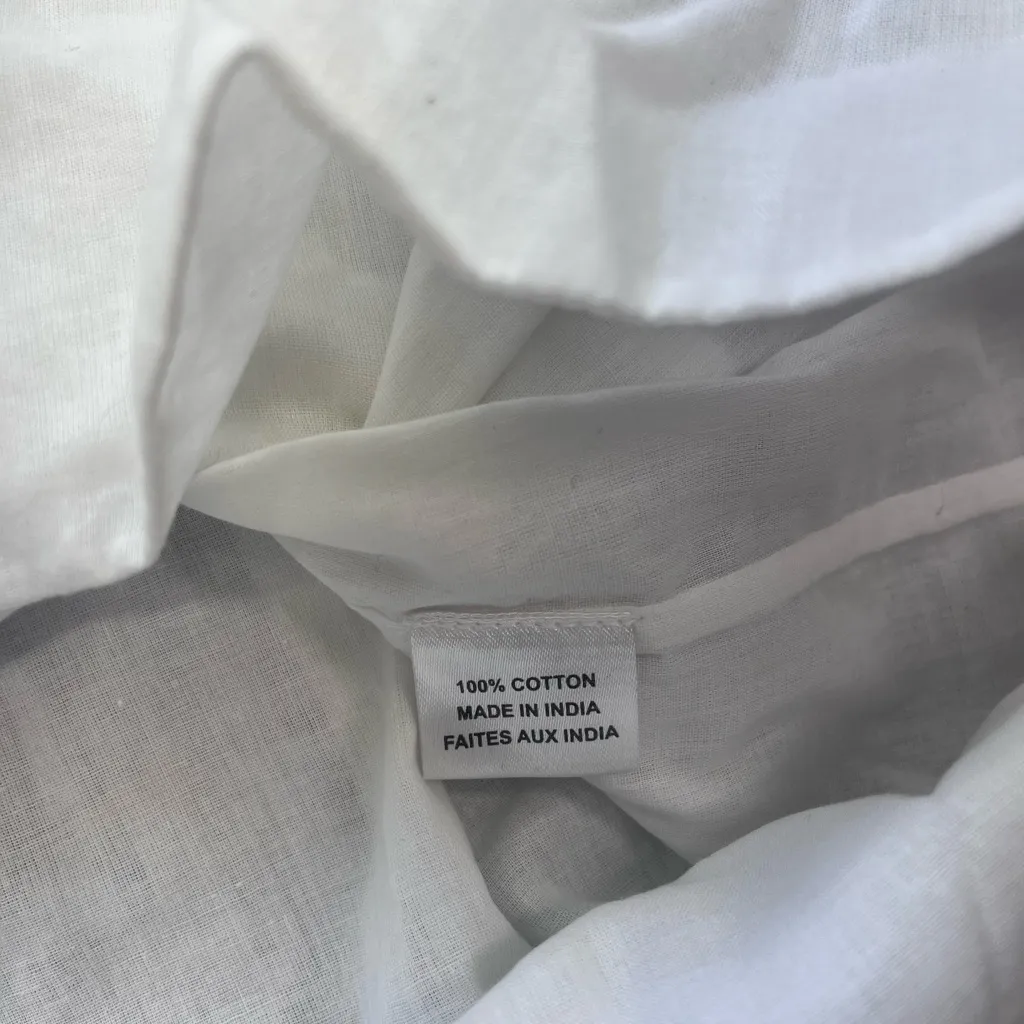 100% COTTON
MADE IN INDIA
FAITES AUX INDIA